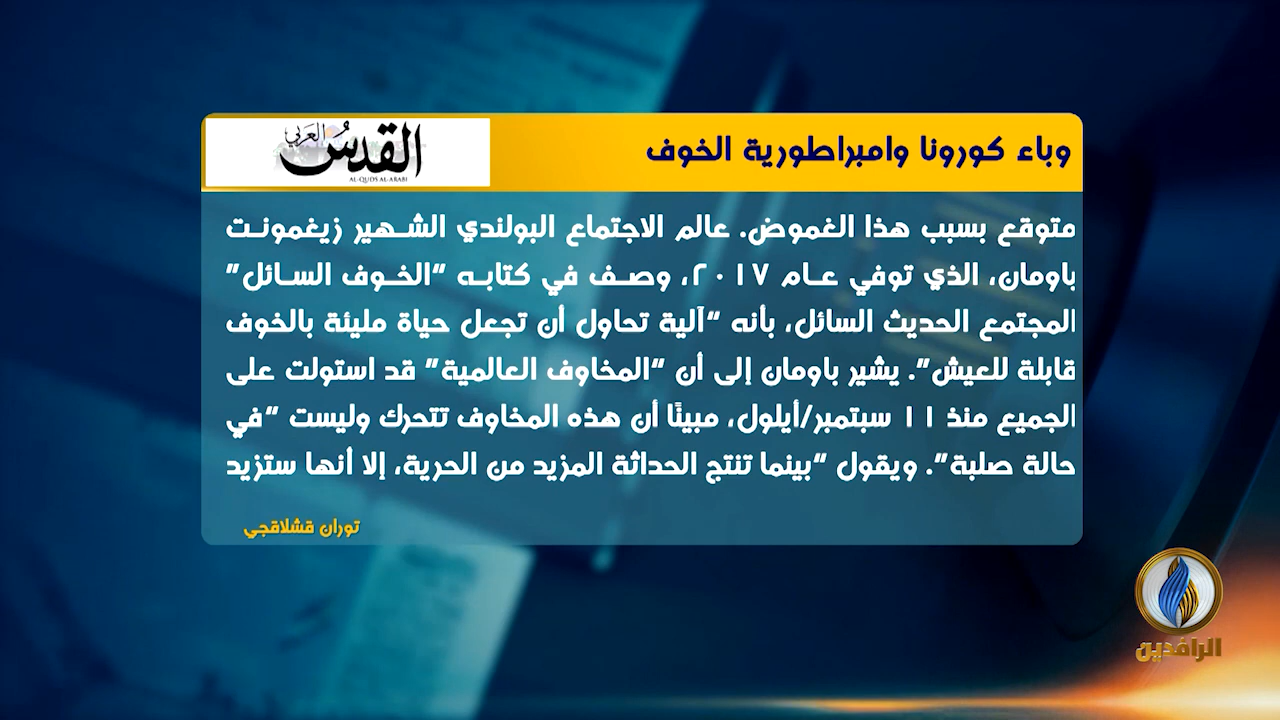 وباء كورونا وامبراطورية الخوف
القدس العربي
AL-QUDS AL-ARABI
متوقع بسبب هذا الغموض. عالم الاجتماع البولندي الشهير زيغمونت
باومان، الذي توفي عام ٢٠١٧، وصف في كتابه “الخوف السائل”
المجتمع الحديث السائل، بأنه “آلية تحاول أن تجعل حياة مليئة بالخوف
قابلة للعيش”. يشير باومان إلى أن “المخاوف العالمية” قد استولت على
الجميع منذ ١١ سبتمبر/أيلول، مبينًا أن هذه المخاوف تتحرك وليست “في
حالة صلبة”. ويقول “بينما تنتج الحداثة المزيد من الحرية، إلا أنها ستزيد
توران قشلاقجي
الرافدين